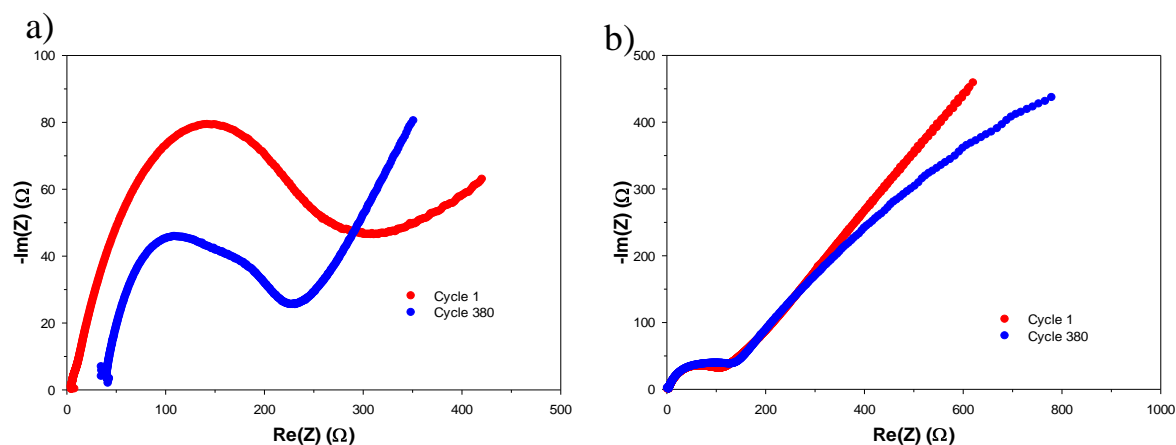 a)
100
80
60
40
20
0
-Im(Z) (Ω)
0 100 200 300 400 500
Re(Z) (Ω)
Cycle 1
Cycle 380
b)
500
400
300
200
100
0
-Im(Z) (Ω)
0 200 400 600 800 1000
Re(Z) (Ω)
Cycle 1
Cycle 380